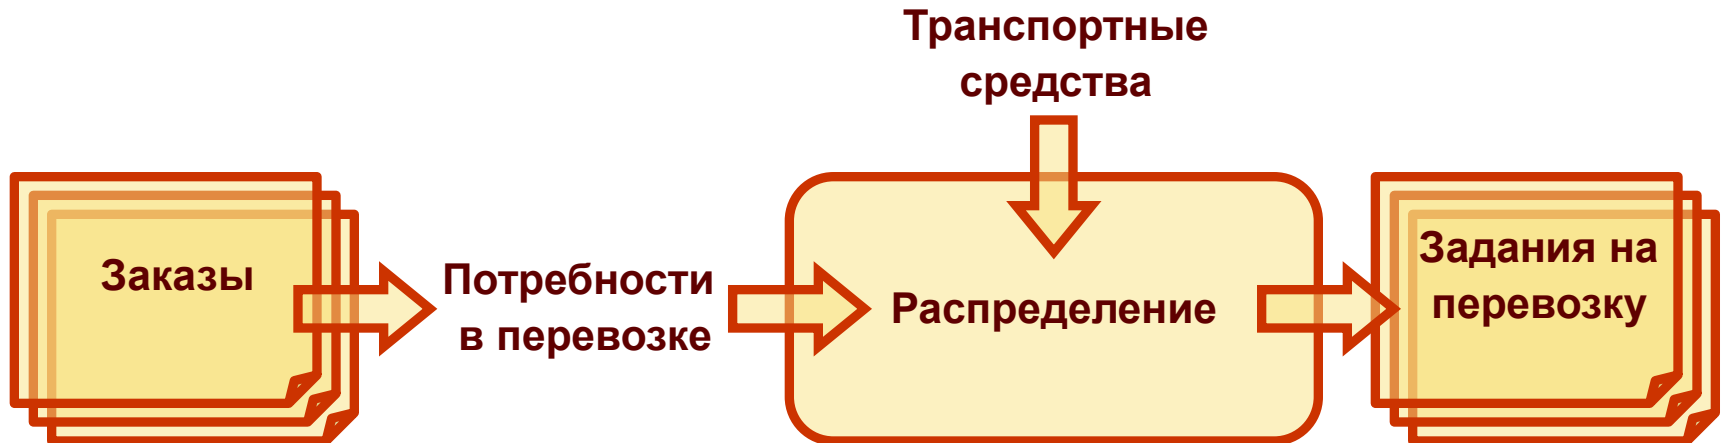 Транспортные
средства
Заказы
Потребности
в перевозке
Распределение
Задания на
перевозку